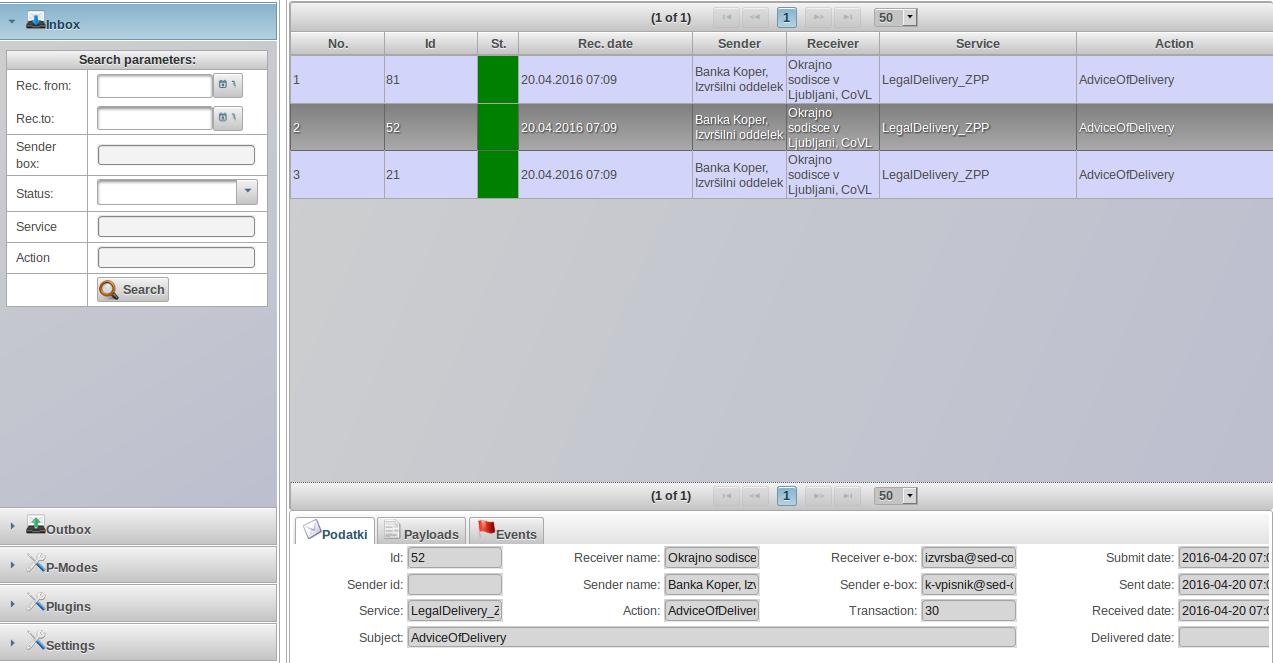 Inbox
Search parameters:
Rec. from:
Rec.to:
Sender
box:
Status:
Service
Action
Search
Outbox
P-Modes
Plugins
Settings
(1 of 1) 1 50
No. Id St. Rec. date Sender Receiver Service Action
1 81 20.04.2016 07:09 Banka Koper, Izvršilni oddelek Okrajno sodisce v Ljubljani, CoVL LegalDelivery_ZPP AdviceOfDelivery
2 52 20.04.2016 07:09 Banka Koper, Izvršilni oddelek Okrajno sodisce v Ljubljani, CoVL LegalDelivery_ZPP AdviceOfDelivery
3 21 20.04.2016 07:09 Banka Koper, Izvršilni oddelek Okrajno sodisce v Ljubljani, CoVL LegalDelivery_ZPP AdviceOfDelivery
(1 of 1) 1 50
Podatki Payloads Events
Id: 52 Receiver name: Okrajno sodisce Receiver e-box: izvrsba@sed-co Submit date: 2016-04-20 07:0
Sender id: Sender name: Banka Koper, Izv Sender e-box: k-vpisnik@sed-c Sent date: 2016-04-20 07:0
Service: LegalDelivery_Z Action: AdviceOfDeliver Transaction: 30 Received date: 2016-04-20 07:0
Subject: AdviceOfDelivery Delivered date: